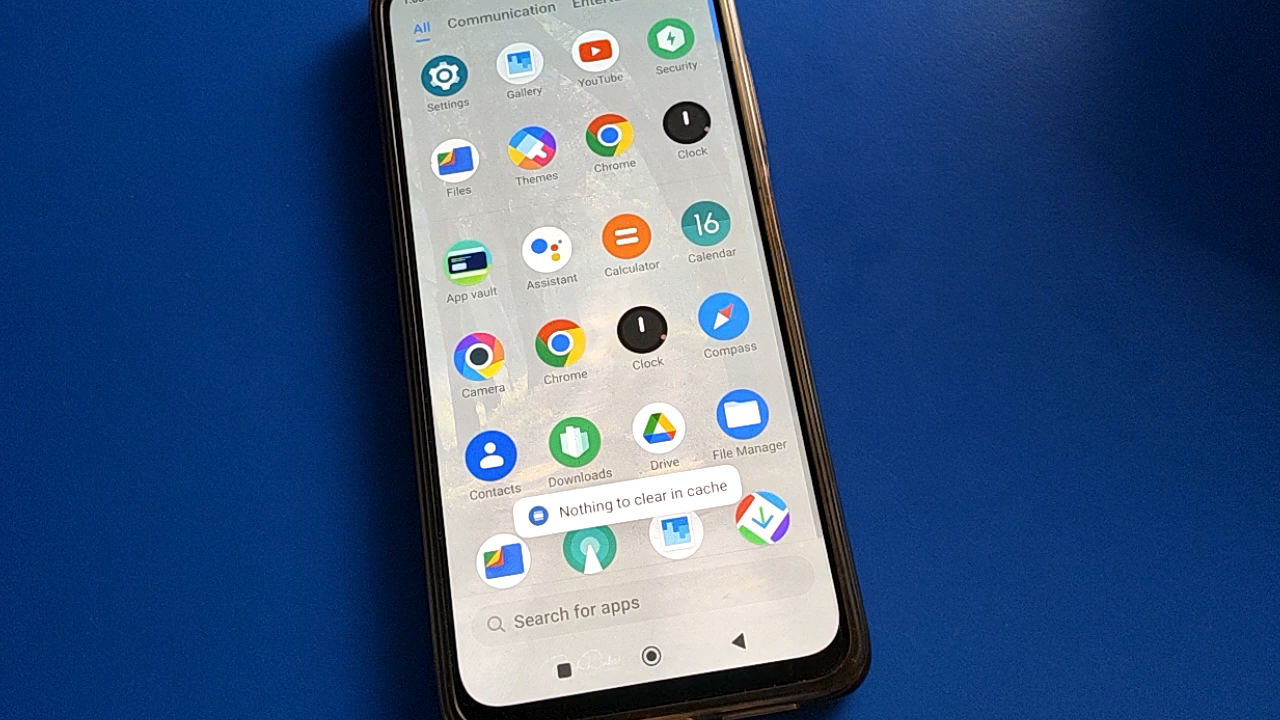 All Communication
Settings Gallery YouTube Security
Files Themes Chrome Clock
16
App vault Assistant Calculator Calendar
Camera Chrome Clock Compass
Contacts Downloads Drive File Manager
Nothing to clear in cache
Search for apps